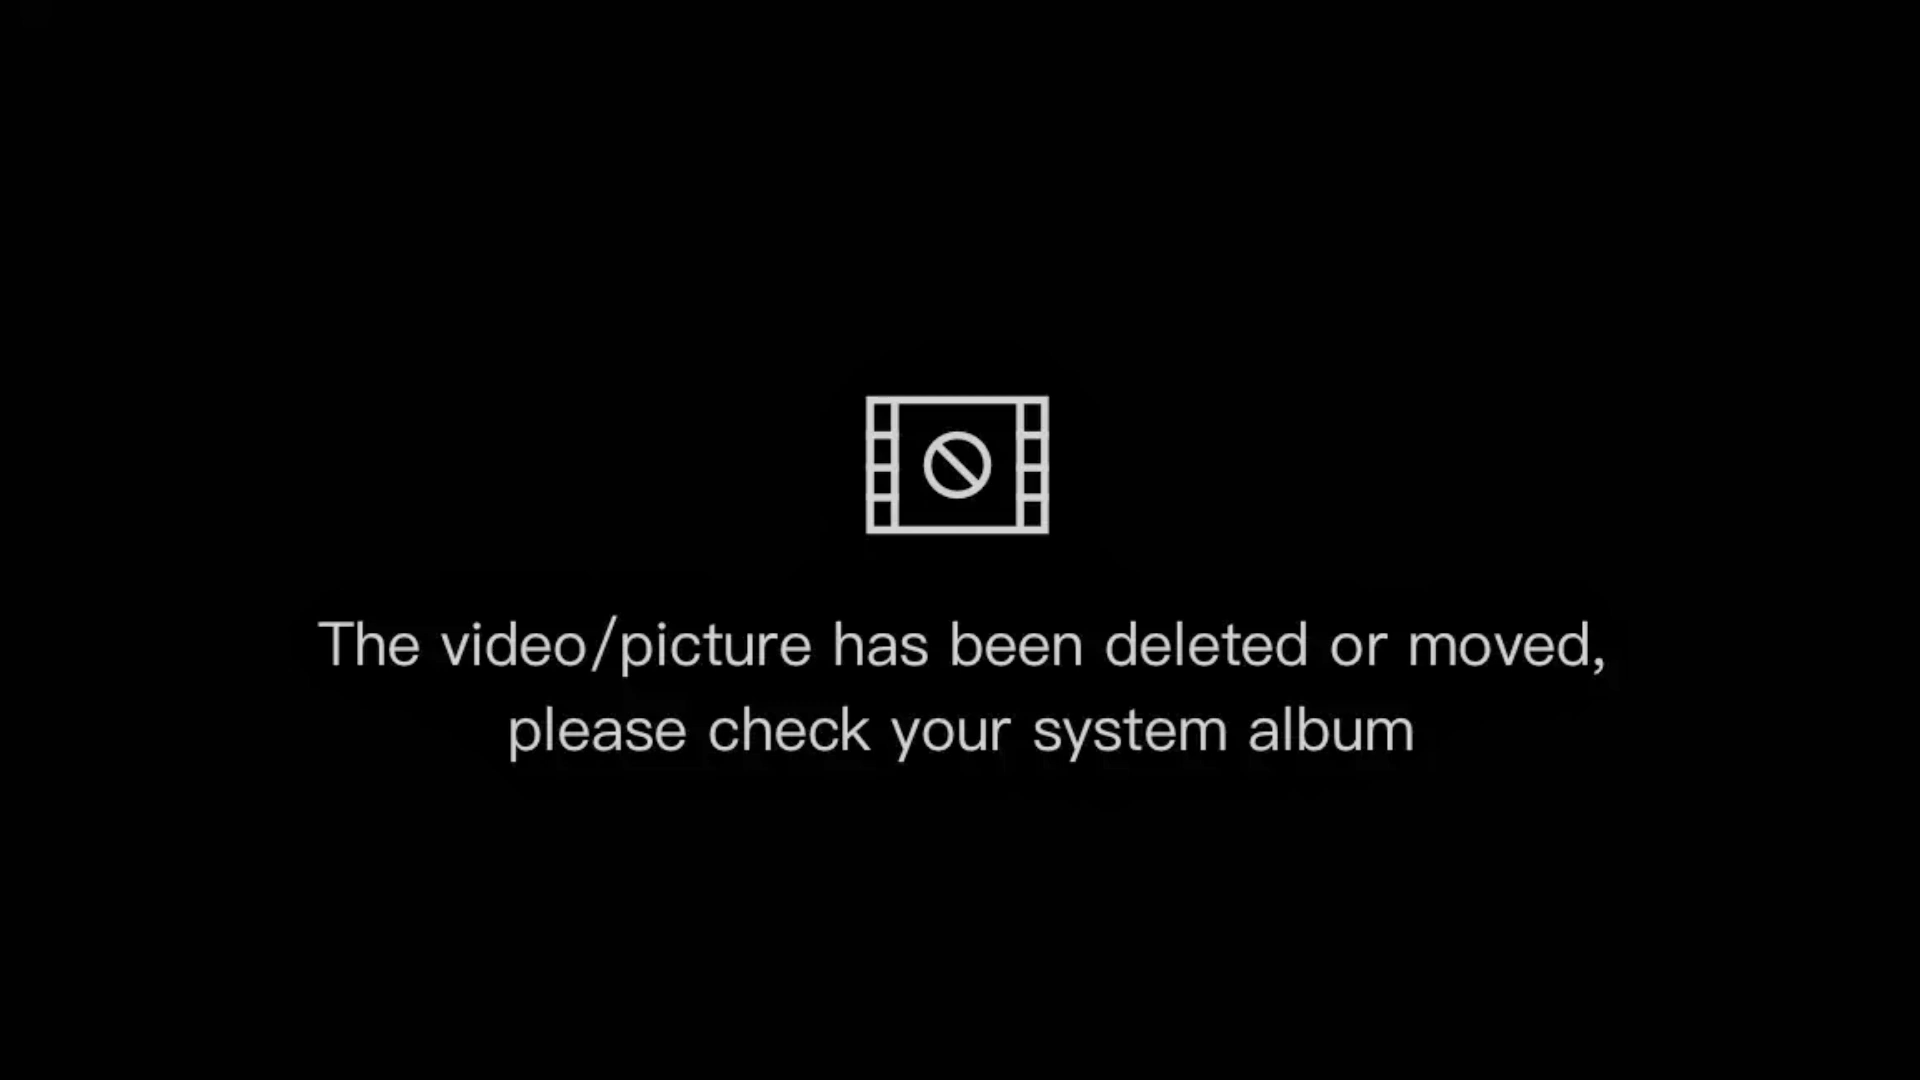 The video/picture has been deleted or moved,
please check your system album